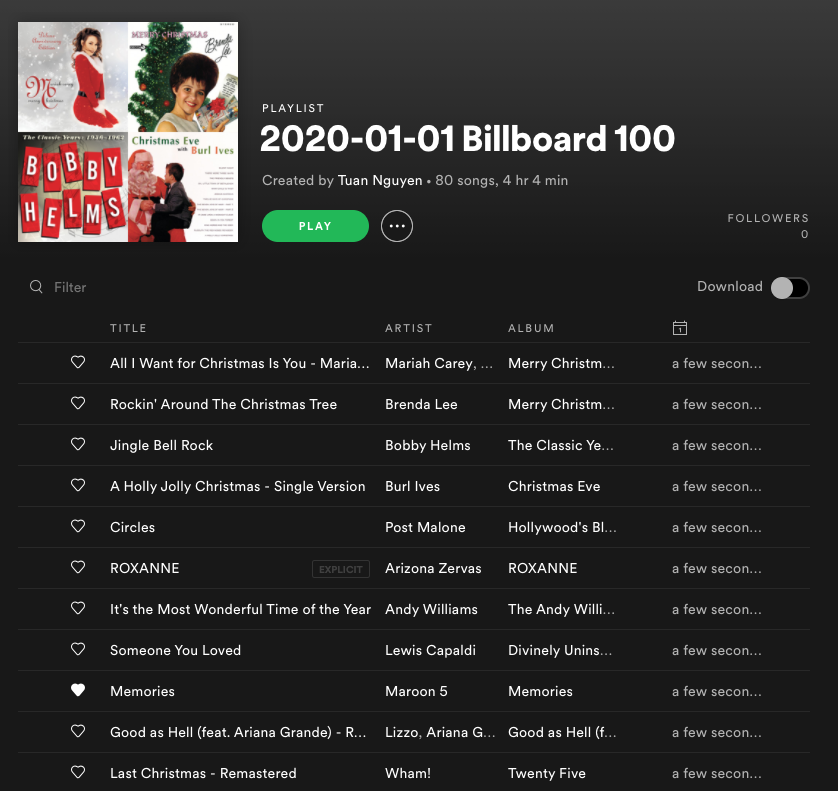 Deluxe
Anniversary
Edition
MERRY CHRISTMAS
Brenda
Lee
PLAYLIST
2020-01-01 Billboard 100
The Classic Years: 1956-1962
BOBBY
HELMS
Christmas Eve
with Burl Ives
Created by Tuan Nguyen • 80 songs, 4 hr 4 min
PLAY
FOLLOWERS
0
Filter
Download
TITLE ARTIST ALBUM
1
All I Want for Christmas Is You - Maria... Mariah Carey, ... Merry Christm... a few secon...
Rockin' Around The Christmas Tree Brenda Lee Merry Christm... a few secon...
Jingle Bell Rock Bobby Helms The Classic Ye... a few secon...
A Holly Jolly Christmas - Single Version Burl Ives Christmas Eve a few secon...
Circles Post Malone Hollywood's Bl... a few secon...
ROXANNE EXPLICIT Arizona Zervas ROXANNE a few secon...
It's the Most Wonderful Time of the Year Andy Williams The Andy Willi... a few secon...
Someone You Loved Lewis Capaldi Divinely Unins... a few secon...
Memories Maroon 5 Memories a few secon...
Good as Hell (feat. Ariana Grande) - R... Lizzo, Ariana G... Good as Hell (f... a few secon...
Last Christmas - Remastered Wham! Twenty Five a few secon...